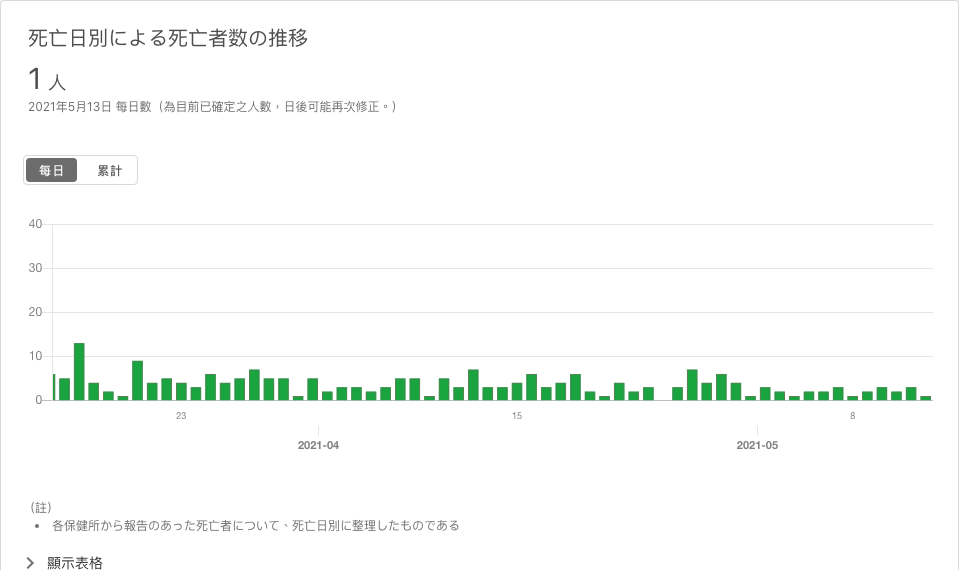 死亡日別による死亡者数の推移
1 人
2021年5月13日 每日數（為目前已確定之人數，日後可能再次修正。）
每日 累計
40
30
20
10
0
23 15 8
2021-04 2021-05
（註）
• 各保健所から報告のあった死亡者について、死亡日別に整理したものである
顯示表格